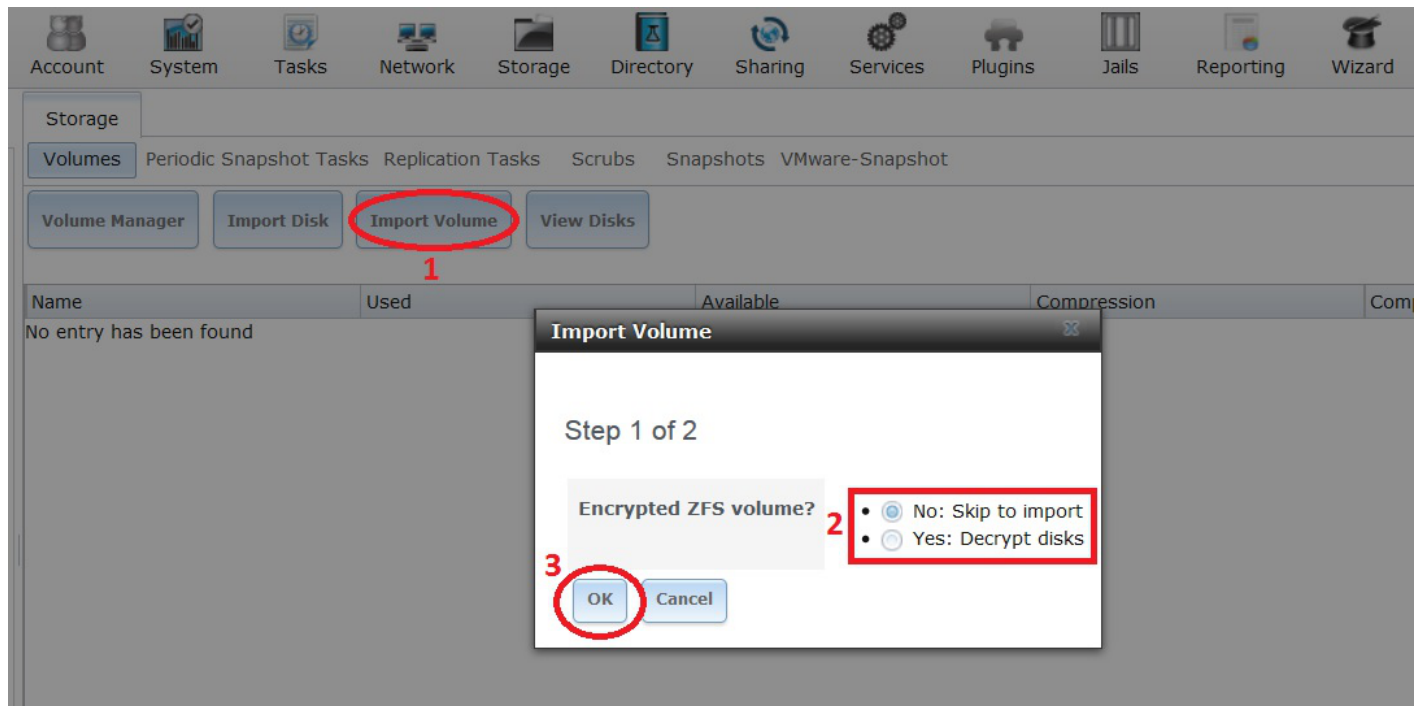 Account System Tasks Network Storage Directory Sharing Services Plugins Jails Reporting Wizard
Storage
Volumes Periodic Snapshot Tasks Replication Tasks Scrubs Snapshots VMware-Snapshot
Volume Manager Import Disk Import Volume View Disks
1
Name Used Available Compression Comp
No entry has been found
Import Volume
Step 1 of 2
Encrypted ZFS volume?
2
• No: Skip to import
• Yes: Decrypt disks
3
OK Cancel